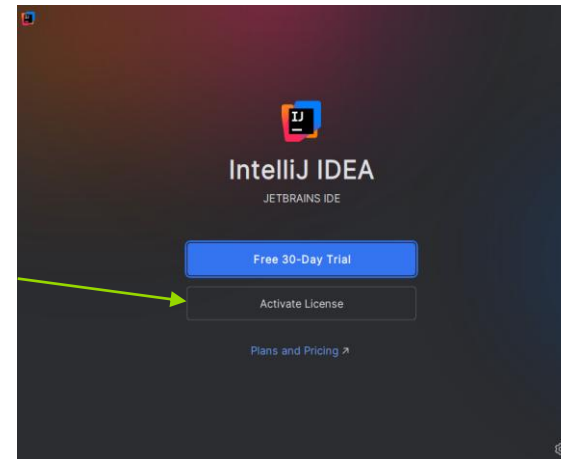 IJ
IntelliJ IDEA
JETBRAINS IDE
Free 30-Day Trial
Activate License
Plans and Pricing ↗